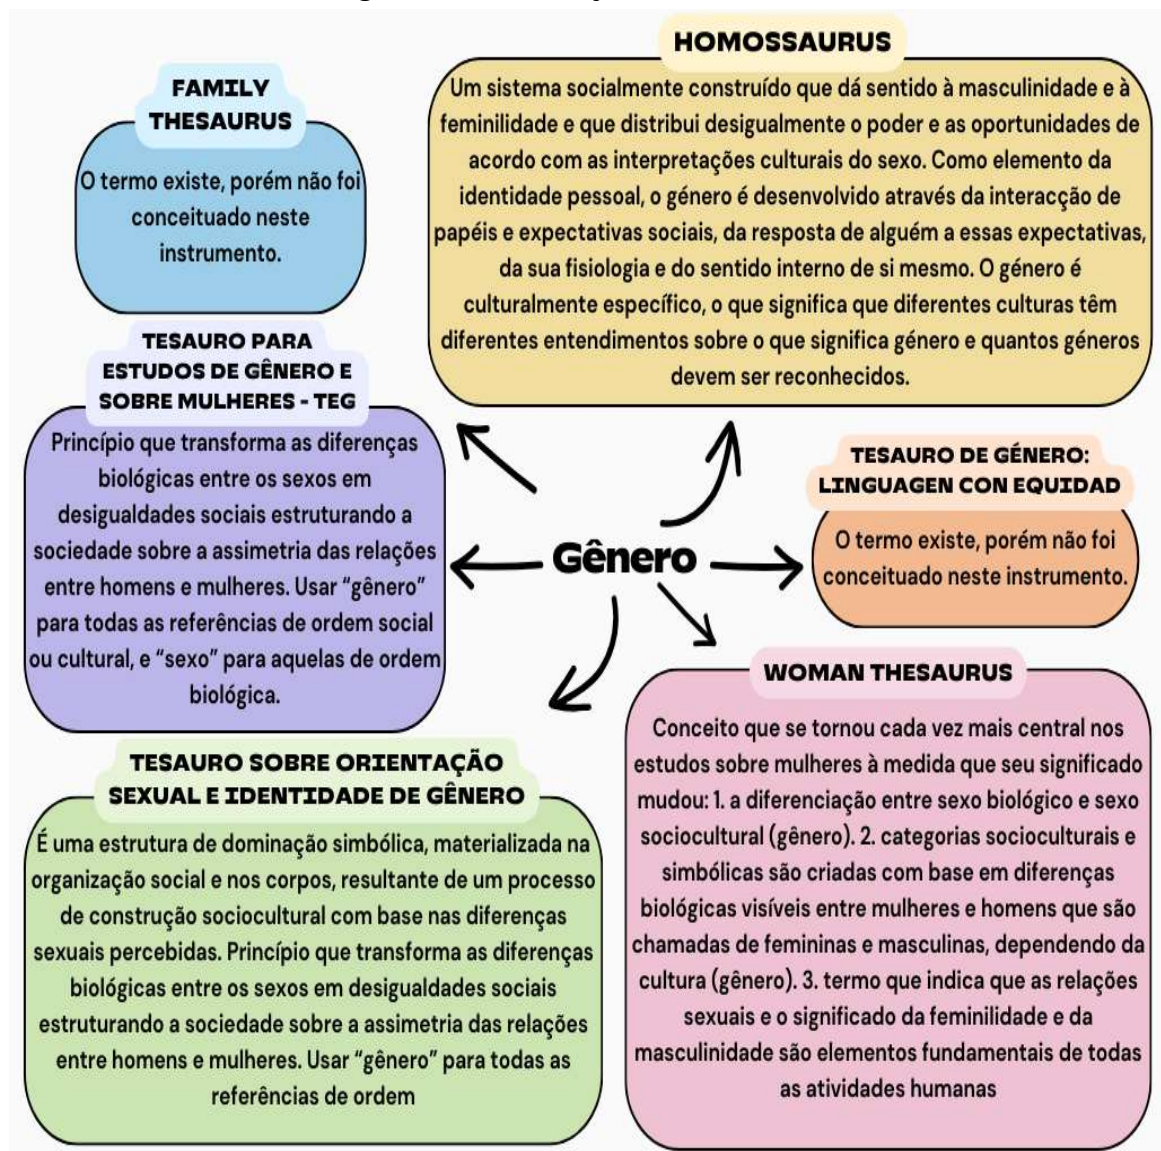 HOMOSSAURUS
Um sistema socialmente construído que dá sentido à masculinidade e à
feminilidade e que distribui desigualmente o poder e as oportunidades de
acordo com as interpretações culturais do sexo. Como elemento da
identidade pessoal, o género é desenvolvido através da interacção de
papéis e expectativas sociais, da resposta de alguém a essas expectativas,
da sua fisiologia e do sentido interno de si mesmo. O género é
culturalmente específico, o que significa que diferentes culturas têm
diferentes entendimentos sobre o que significa género e quantos géneros
devem ser reconhecidos.
FAMILY
THESAURUS
O termo existe, porém não foi
conceituado neste
instrumento.
TESAURO PARA
ESTUDOS DE GÊNERO E
SOBRE MULHERES - TEG
Princípio que transforma as diferenças
biológicas entre os sexos em
desigualdades sociais estruturando a
sociedade sobre a assimetria das relações
entre homens e mulheres. Usar “gênero”
para todas as referências de ordem social
ou cultural, e “sexo” para aquelas de ordem
biológica.
Gênero
TESAURO DE GÉNERO:
LINGUAGEN CON EQUIDAD
O termo existe, porém não foi
conceituado neste instrumento.
TESAURO SOBRE ORIENTAÇÃO
SEXUAL E IDENTIDADE DE GÊNERO
É uma estrutura de dominação simbólica, materializada na
organização social e nos corpos, resultante de um processo
de construção sociocultural com base nas diferenças
sexuais percebidas. Princípio que transforma as diferenças
biológicas entre os sexos em desigualdades sociais
estruturando a sociedade sobre a assimetria das relações
entre homens e mulheres. Usar “gênero” para todas as
referências de ordem
WOMAN THESAURUS
Conceito que se tornou cada vez mais central nos
estudos sobre mulheres à medida que seu significado
mudou: 1. a diferenciação entre sexo biológico e sexo
sociocultural (gênero). 2. categorias socioculturais e
simbólicas são criadas com base em diferenças
biológicas visíveis entre mulheres e homens que são
chamadas de femininas e masculinas, dependendo da
cultura (gênero). 3. termo que indica que as relações
sexuais e o significado da feminilidade e da
masculinidade são elementos fundamentais de todas
as atividades humanas